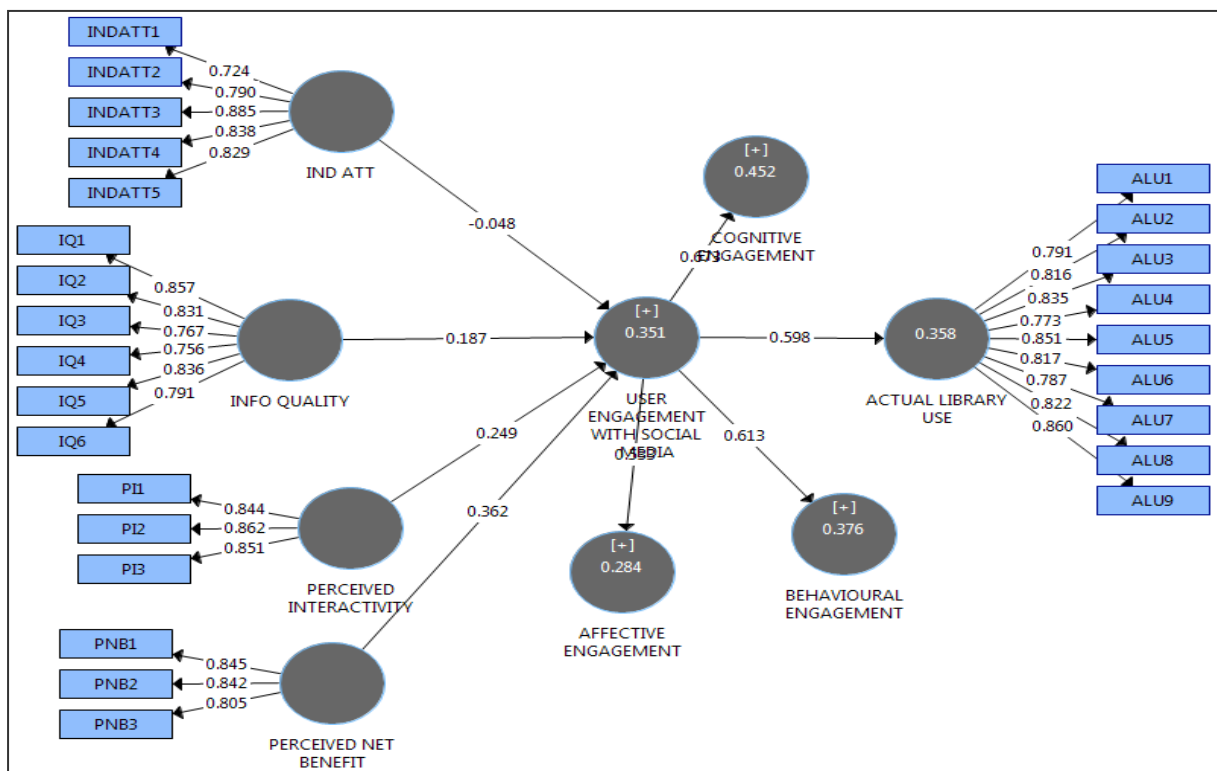 INDATT1
INDATT2
INDATT3
INDATT4
INDATT5
0.724
0.790
0.885
0.838
0.829
IND ATT
-0.048
IQ1
IQ2
IQ3
IQ4
IQ5
IQ6
0.857
0.831
0.767
0.756
0.836
0.791
INFO QUALITY
0.187
PI1
PI2
PI3
0.844
0.862
0.851
PERCEIVED
INTERACTIVITY
0.249
PNB1
PNB2
PNB3
0.845
0.842
0.805
PERCEIVED NET
BENEFIT
0.362
[+]
0.351
USER
ENGAGEMENT
WITH SOCIAL
MEDIA
[+]
0.452
COGNITIVE
ENGAGEMENT
0.673
0.598
0.613
[+]
0.284
AFFECTIVE
ENGAGEMENT
[+]
0.376
BEHAVIOURAL
ENGAGEMENT
0.358
ACTUAL LIBRARY
USE
0.791
0.816
0.835
0.773
0.851
0.817
0.787
0.822
0.860
ALU1
ALU2
ALU3
ALU4
ALU5
ALU6
ALU7
ALU8
ALU9